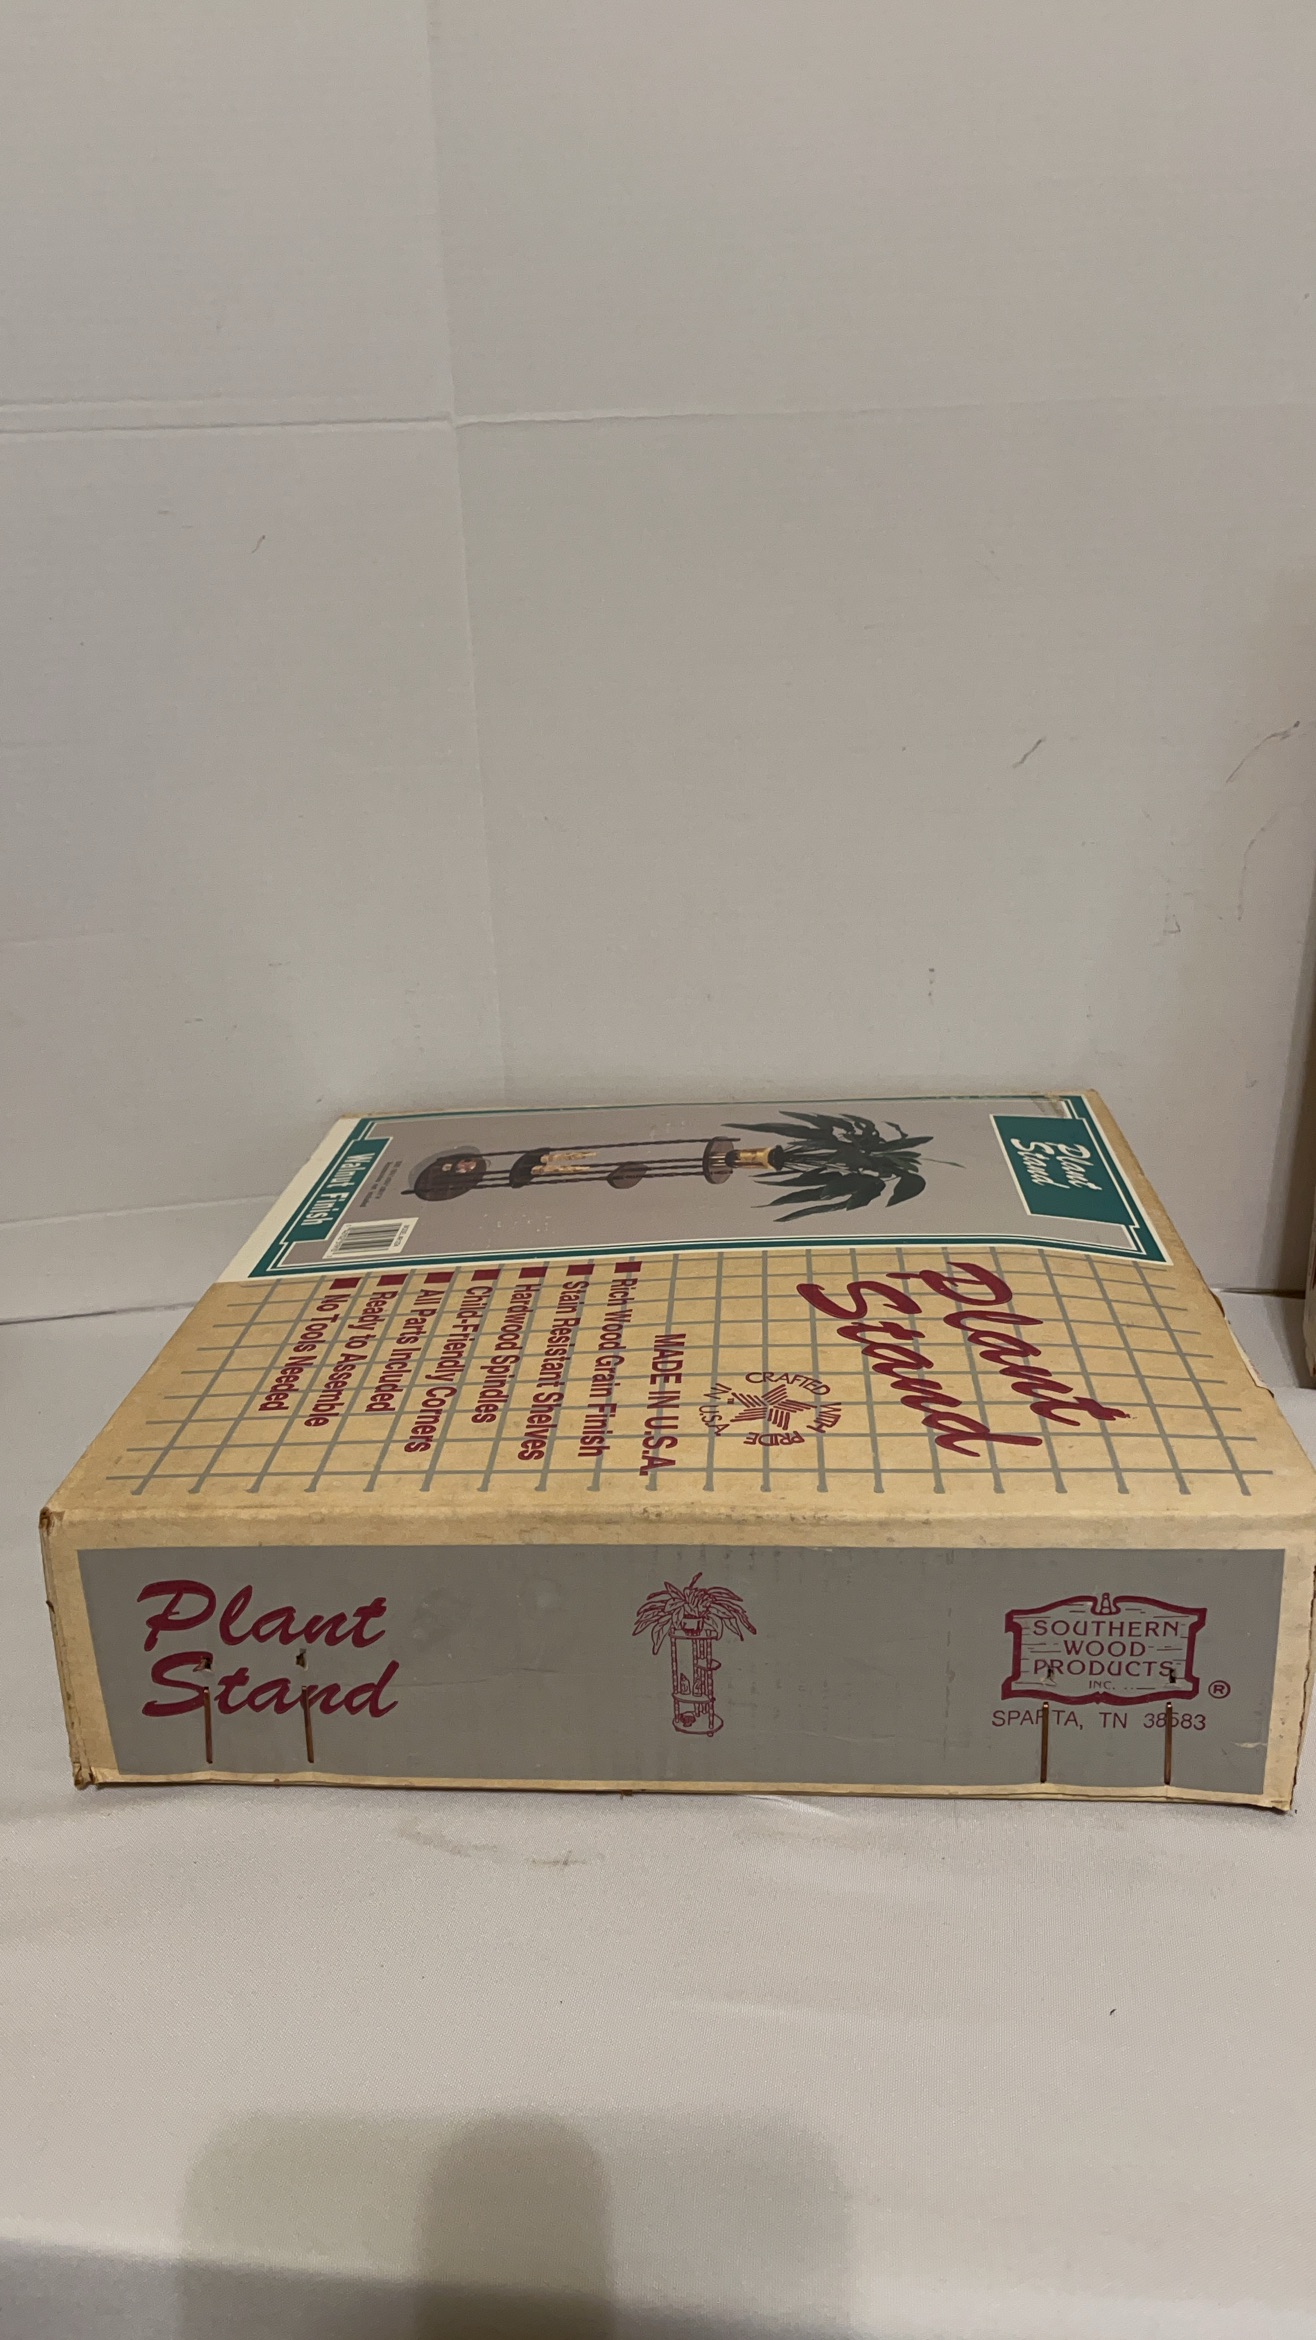 Plant
Stand
Walnut Finish
Plant
Stand
CRAFTED
WITH
PRIDE
IN U.S.A.
MADE IN U.S.A.
■ Rich Wood Grain Finish
■ Stain Resistant Shelves
■ Hardwood Spindles
■ Child-Friendly Corners
■ All Parts Included
■ Ready to Assemble
■ No Tools Needed
Plant
Stand
SOUTHERN
WOOD
PRODUCTS
INC.
®
SPARTA, TN 38583